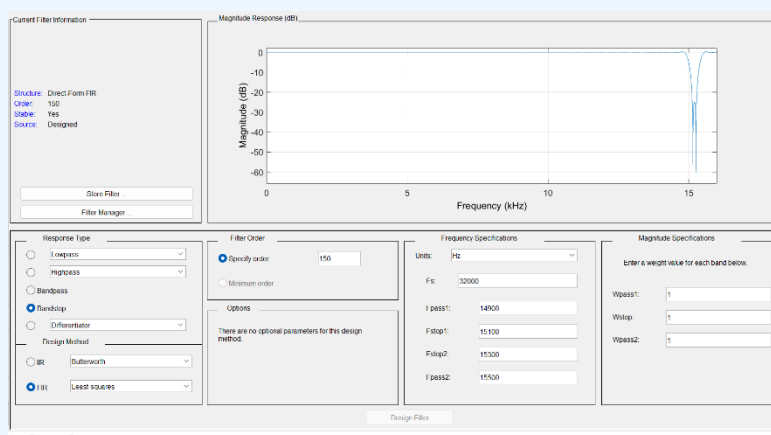 Current Filter Information
Structure: Direct-Form FIR
Order: 150
Stable: Yes
Source: Designed
Store Filter ...
Filter Manager ...
Magnitude Response (dB)
Magnitude (dB)
0
-10
-20
-30
-40
-50
-60
0
5
10
15
Frequency (kHz)
Response Type
Lowpass
Highpass
Bandpass
Bandstop
Differentiator
Design Method
IIR
Butterworth
FIR
Least squares
Filter Order
Specify order
150
Minimum order
Options
There are no optional parameters for this design
method.
Frequency Specifications
Units:
Hz
Fs:
32000
Fpass1:
14900
Fstop1:
15100
Fstop2:
15300
Fpass2:
15500
Magnitude Specifications
Enter a weight value for each band below.
Wpass1:
1
Wstop:
1
Wpass2:
1
Design Filter